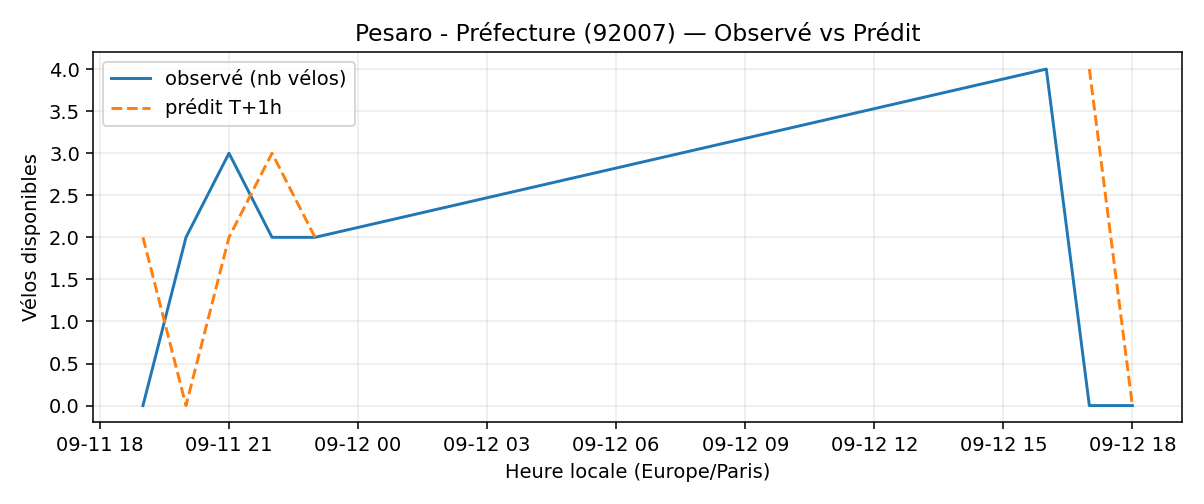 Pesaro - Préfecture (92007) — Observé vs Prédit
observé (nb vélos)
prédit T+1h
Vélos disponibles
4.0
3.5
3.0
2.5
2.0
1.5
1.0
0.5
0.0
09-11 18 09-11 21 09-12 00 09-12 03 09-12 06 09-12 09 09-12 12 09-12 15 09-12 18
Heure locale (Europe/Paris)